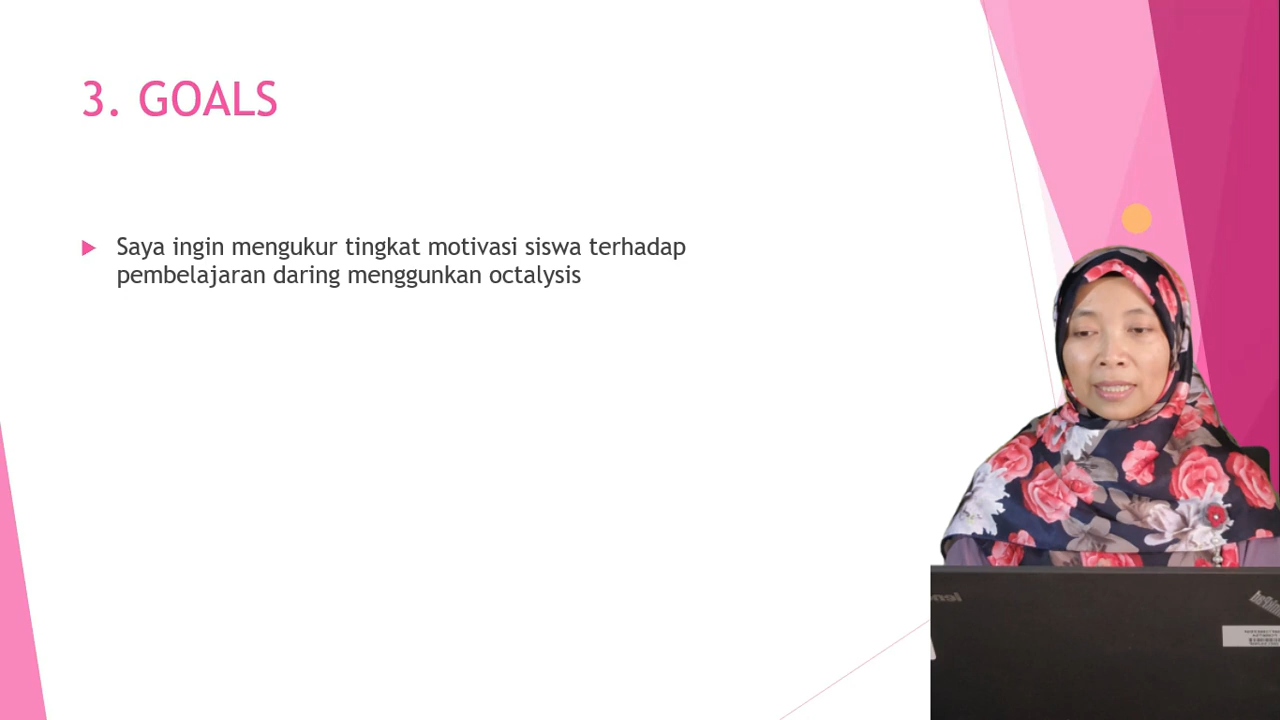 3. GOALS
Saya ingin mengukur tingkat motivasi siswa terhadap
pembelajaran daring menggunkan octalysis